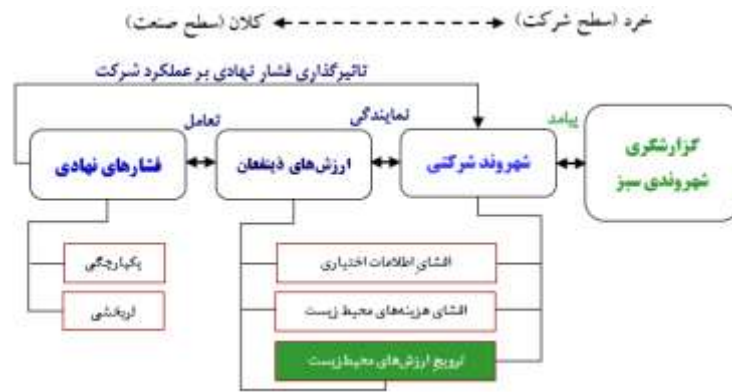 خرد (سطح شرکت)
کلان (سطح صنعت)
تاثیرگذاری فشار نهادی بر عملکرد شرکت
پیامد
نمایندگی
تعامل
گزارشگری
شهروندی سبز
شهروند شرکتی
ارزش‌های ذینفعان
فشارهای نهادی
افشای اطلاعات اختیاری
یکپارچگی
افشای هزینه‌های محیط زیست
اثربخشی
ترویج ارزش‌های محیط‌زیست